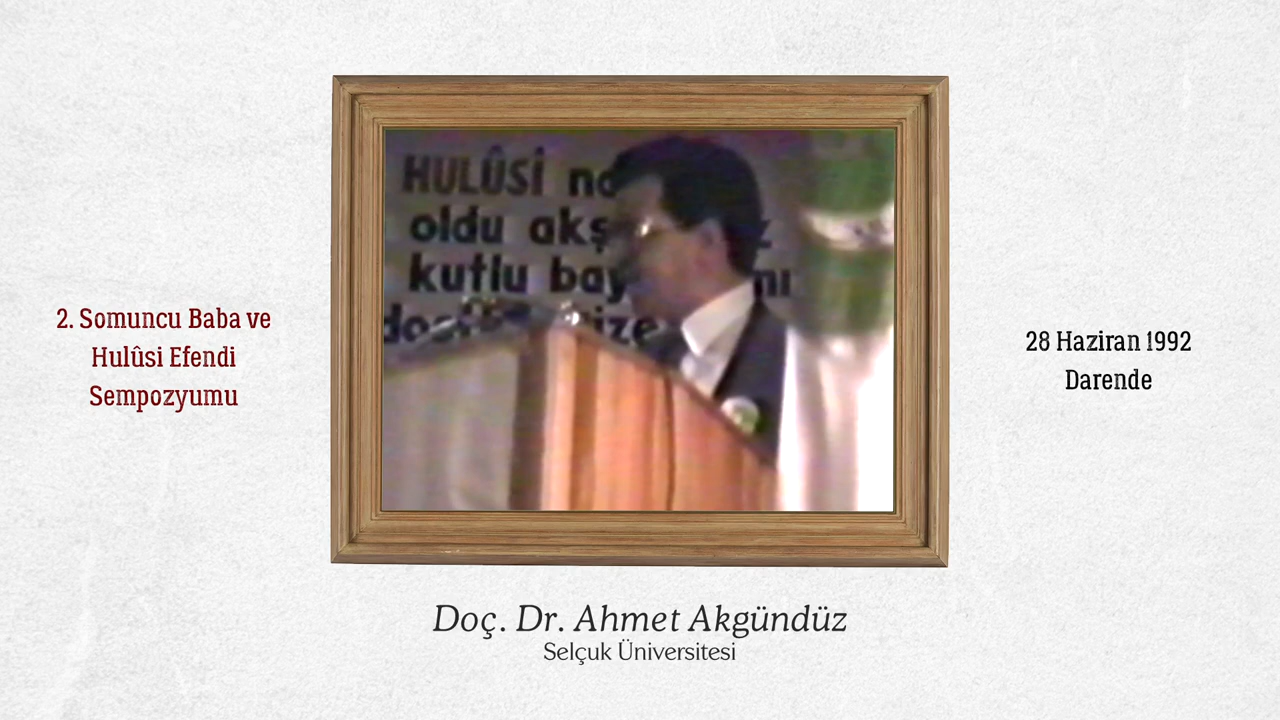 2. Somuncu Baba ve
Hulûsi Efendi
Sempozyumu
HULÛSİ
oldu
kutlu
28 Haziran 1992
Darende
Doç. Dr. Ahmet Akgündüz
Selçuk Üniversitesi